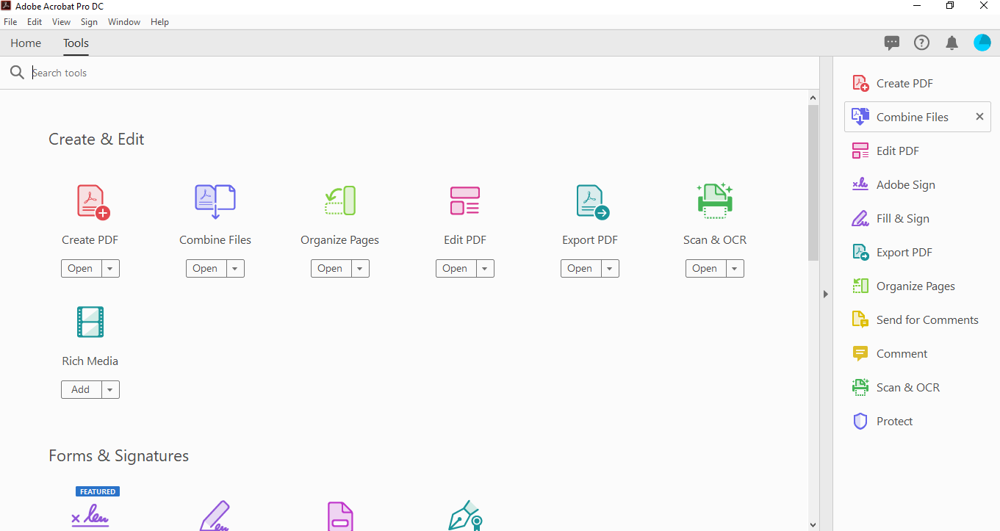 Adobe Acrobat Pro DC
File Edit View Sign Window Help
Home Tools
Search tools
Create & Edit
Create PDF Combine Files Organize Pages Edit PDF Export PDF Scan & OCR
Open Open Open Open Open Open
Rich Media
Add
Forms & Signatures
FEATURED
Create PDF
Combine Files
Edit PDF
Adobe Sign
Fill & Sign
Export PDF
Organize Pages
Send for Comments
Comment
Scan & OCR
Protect